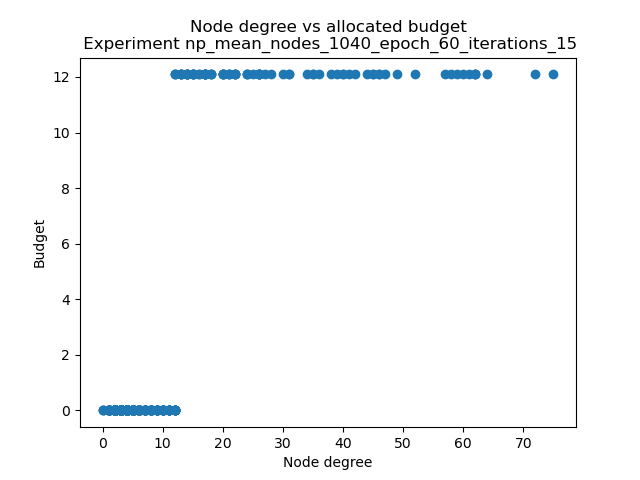 Node degree vs allocated budget
Experiment np_mean_nodes_1040_epoch_60_iterations_15
12
10
8
6
4
2
0
Budget
0 10 20 30 40 50 60 70
Node degree